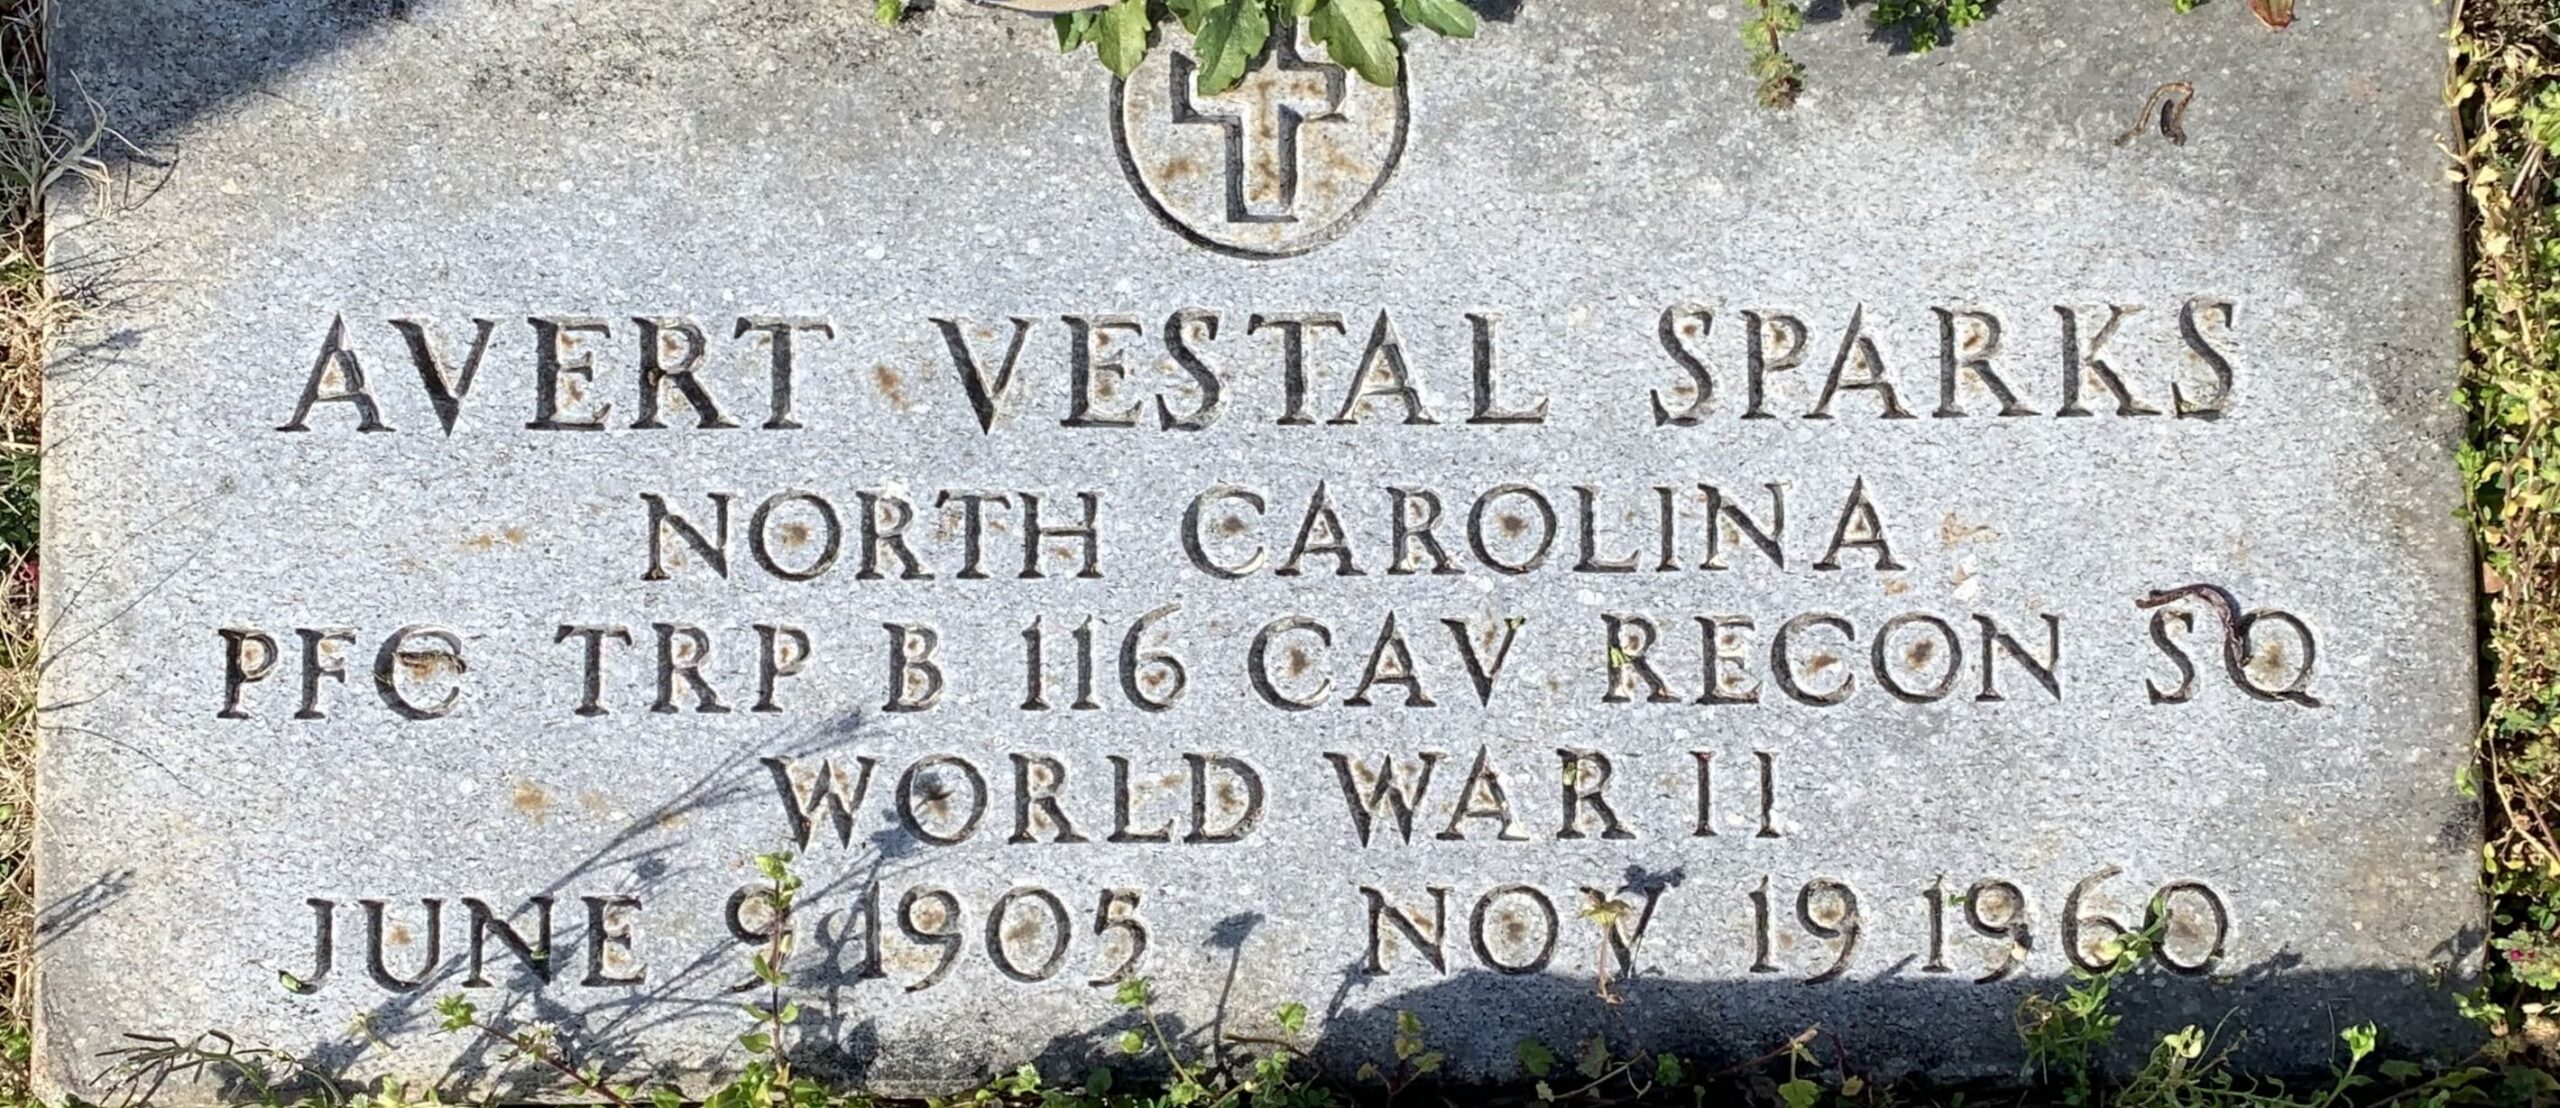 AVERT VESTAL SPARKS
NORTH CAROLINA
PFC TRP B 116 CAV RECON SQ
WORLD WAR II
JUNE 9 1905 NOV 19 1960